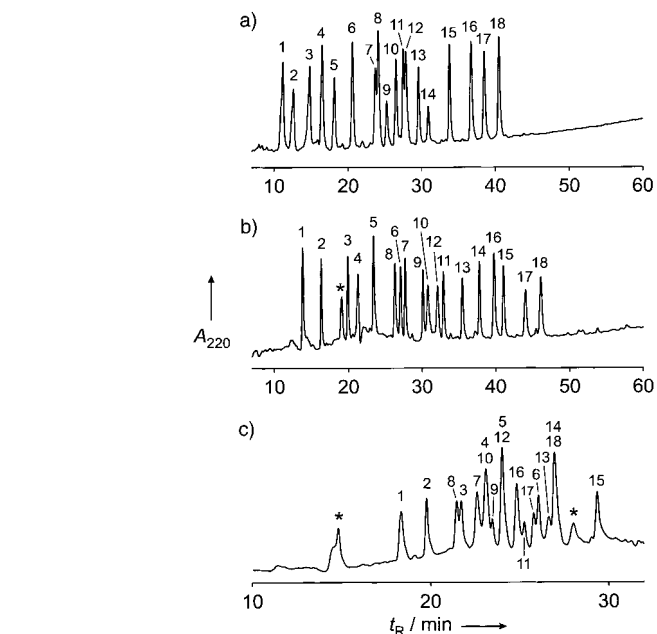 a)
1 2 3 4 5 6 7 8 9 10 11 12 13 14 15 16 17 18
10 20 30 40 50 60
b)
1 2 * 3 4 5 8 6 7 9 10 12 11 13 14 16 15 17 18
10 20 30 40 50 60
A220
c)
* 1 2 8 3 7 4 10 9 5 12 16 11 17 6 13 14 18 * 15
10 20 30
tR / min